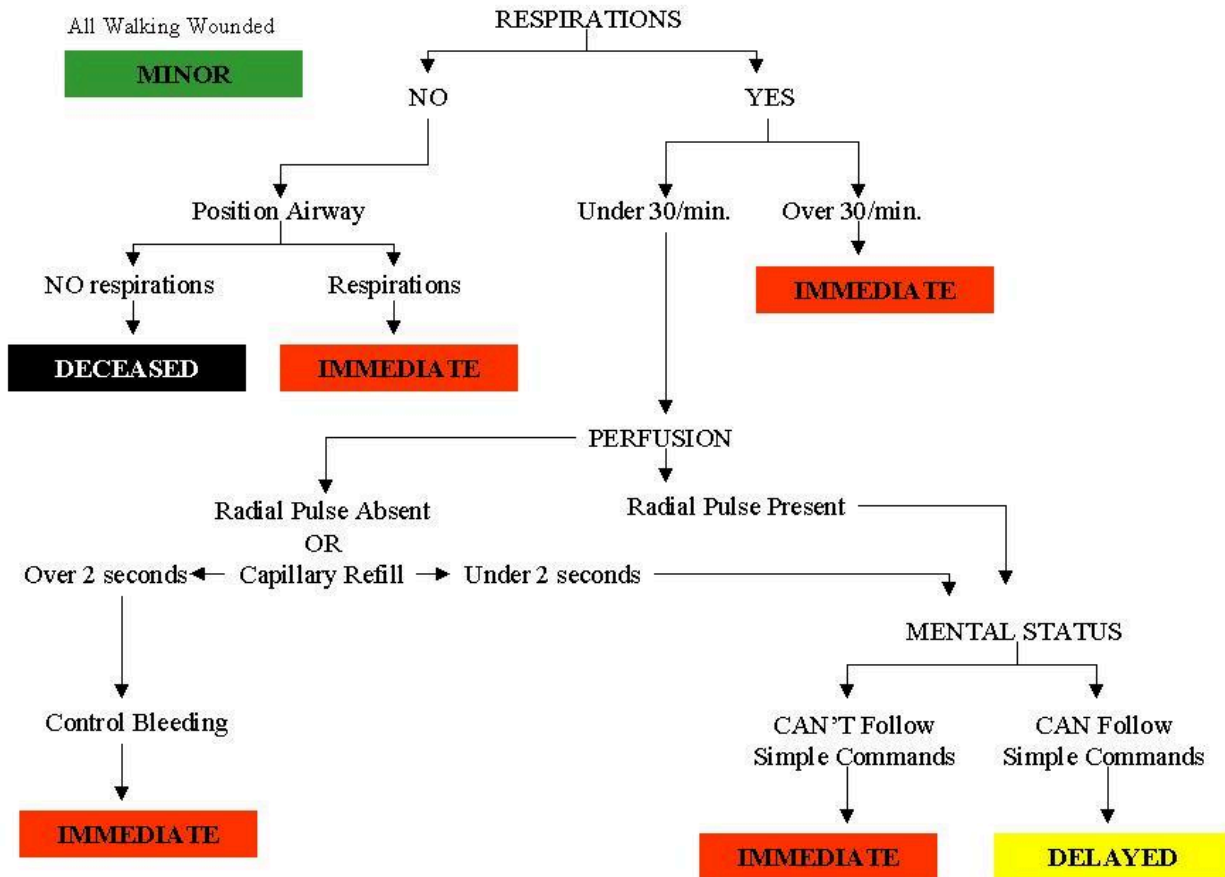 All Walking Wounded
MINOR
RESPIRATIONS
NO
YES
Position Airway
Under 30/min.
Over 30/min.
NO respirations
Respirations
IMMEDIATE
DECEASED
IMMEDIATE
PERFUSION
Radial Pulse Absent
OR
Radial Pulse Present
Over 2 seconds
Capillary Refill
Under 2 seconds
MENTAL STATUS
Control Bleeding
CAN'T Follow
Simple Commands
CAN Follow
Simple Commands
IMMEDIATE
IMMEDIATE
DELAYED